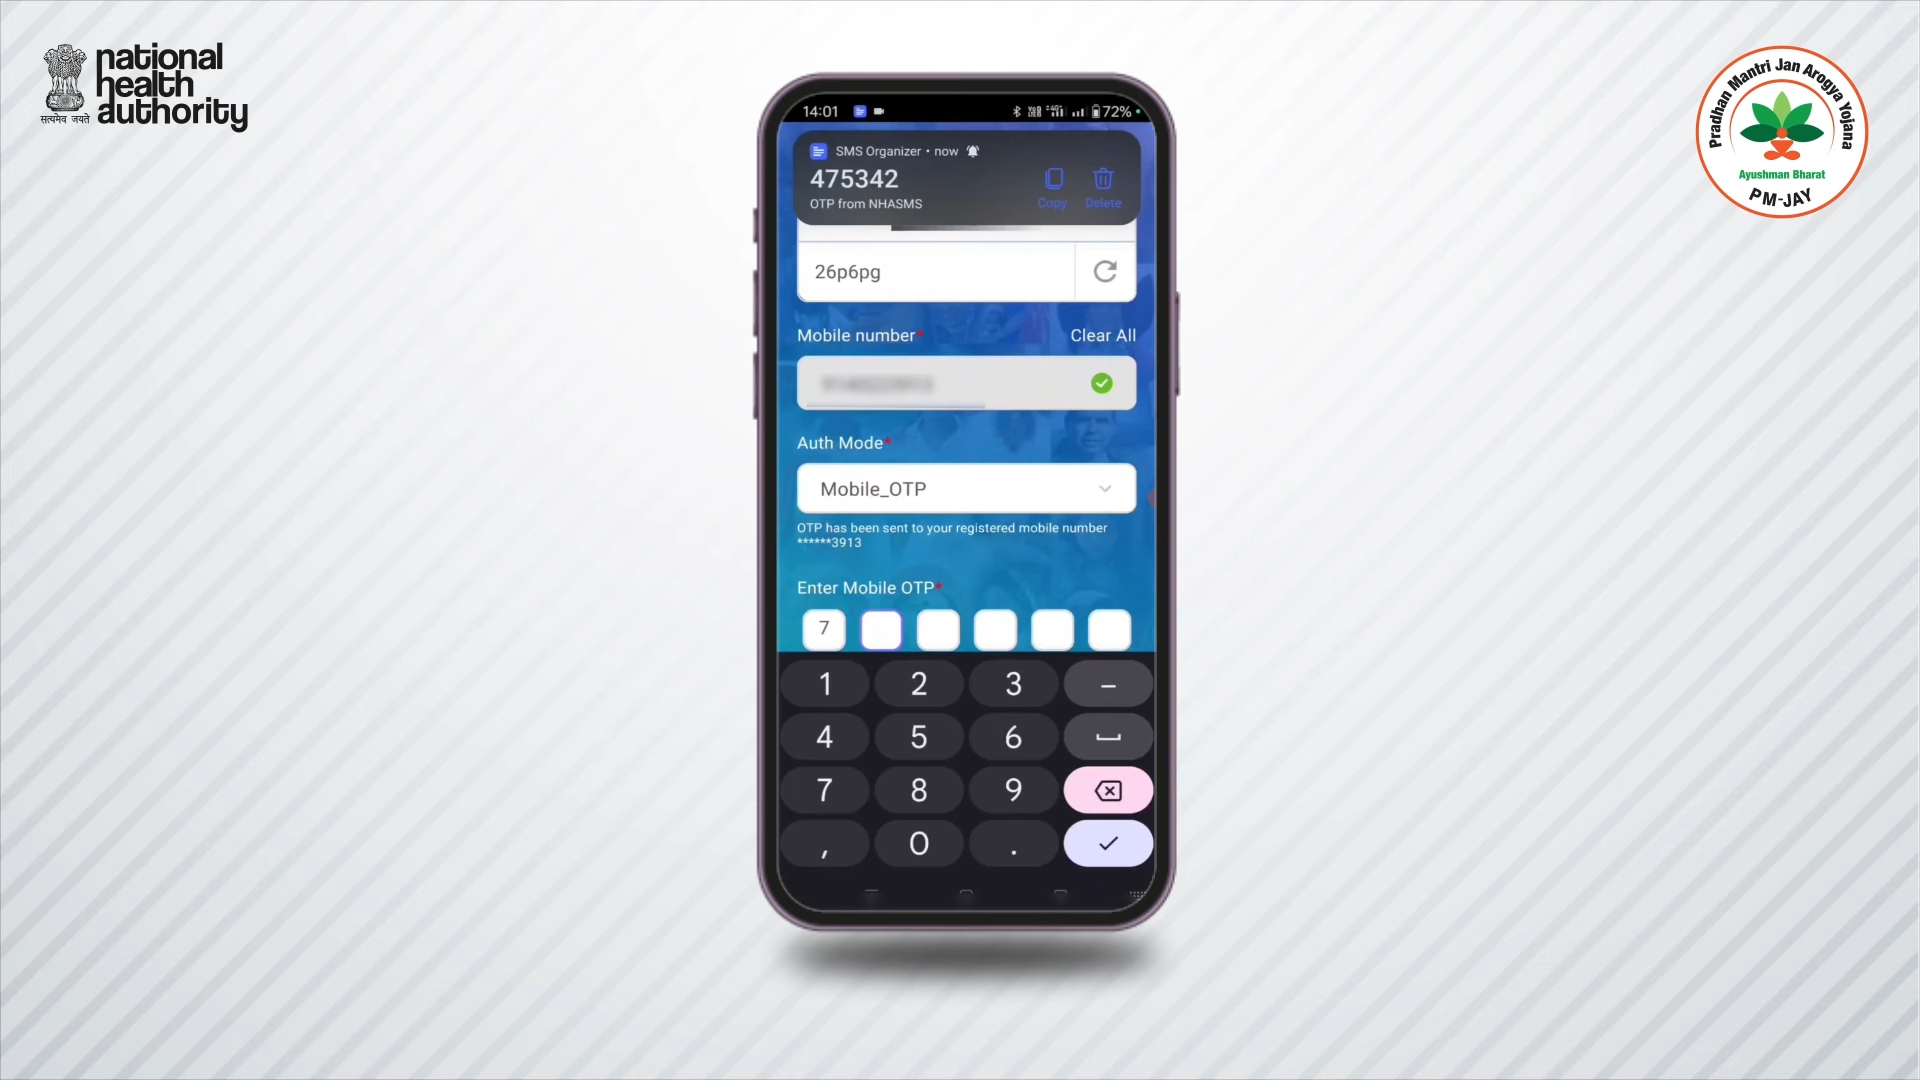 national
health
authority
सत्यमेव जयते
Pradhan Mantri Jan Arogya Yojana
Ayushman Bharat
PM-JAY
14:01
72%
SMS Organizer • now
475342
OTP from NHASMS
Copy
Delete
26p6pg
Mobile number*
Clear All
Auth Mode*
Mobile_OTP
OTP has been sent to your registered mobile number
******3913
Enter Mobile OTP*
7
1 2 3 –
4 5 6
7 8 9
, 0 .